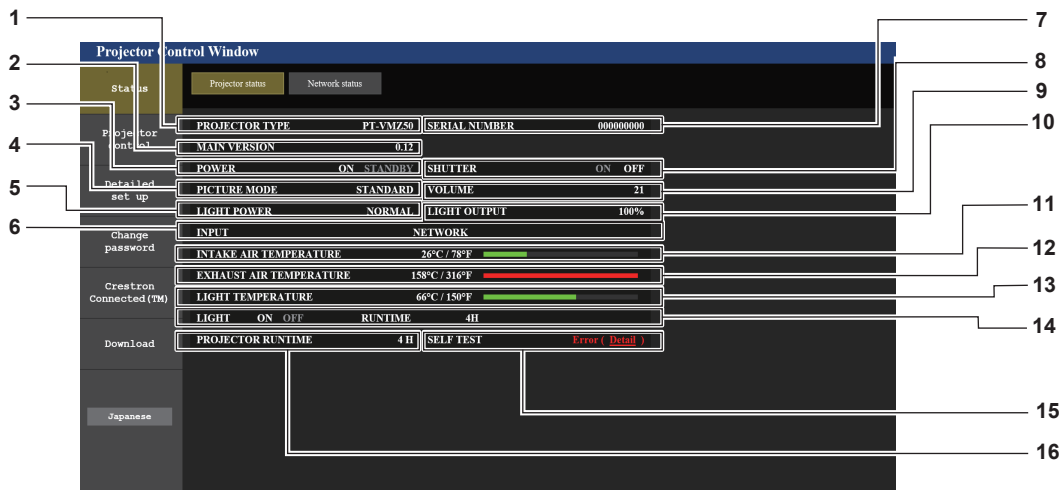 1
2
3
4
5
6
7
8
9
10
11
12
13
14
15
16
Projector Control Window
Status
Projector control
Detailed set up
Change password
Crestron Connected(TM)
Download
Japanese
Projector status Network status
PROJECTOR TYPE PT-VMZ50 SERIAL NUMBER 000000000
MAIN VERSION 0.12
POWER ON STANDBY SHUTTER ON OFF
PICTURE MODE STANDARD VOLUME 21
LIGHT POWER NORMAL LIGHT OUTPUT 100%
INPUT NETWORK
INTAKE AIR TEMPERATURE 26°C / 78°F
EXHAUST AIR TEMPERATURE 158°C / 316°F
LIGHT TEMPERATURE 66°C / 150°F
LIGHT ON OFF RUNTIME 4H
PROJECTOR RUNTIME 4 H SELF TEST Error ( Detail )